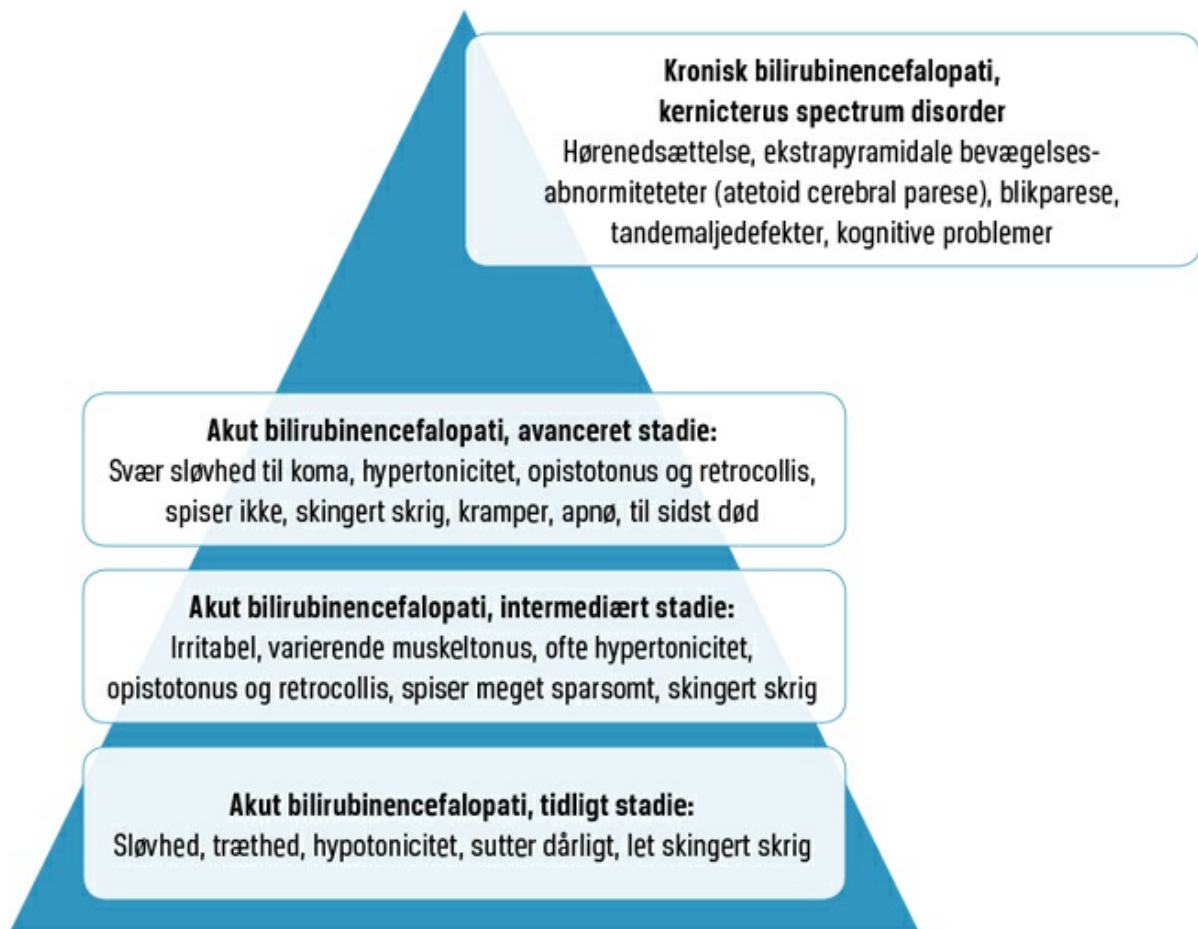 Kronisk bilirubinencefalopati,
kernicterus spectrum disorder
Hørenedsættelse, ekstrapyramidale bevægelses-
abnormiteteter (atetoid cerebral parese), blikparese,
tandemaljedefekter, kognitive problemer
Akut bilirubinencefalopati, avanceret stadie:
Svær sløvhed til koma, hypertonicitet, opistotonus og retrocollis,
spiser ikke, skingert skrig, kramper, apnø, til sidst død
Akut bilirubinencefalopati, intermediært stadie:
Irritabel, varierende muskeltonus, ofte hypertonicitet,
opistotonus og retrocollis, spiser meget sparsomt, skingert skrig
Akut bilirubinencefalopati, tidligt stadie:
Sløvhed, træthed, hypotonicitet, sutter dårligt, let skingert skrig